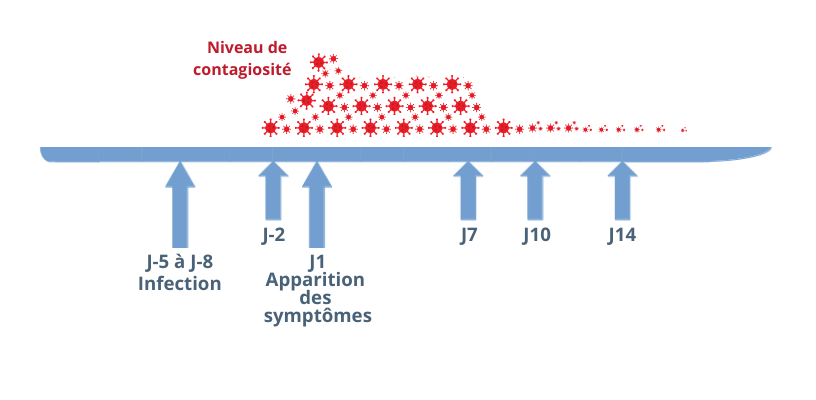 Niveau de
contagiosité
J-2
J7
J10
J14
J-5 à J-8
Infection
J1
Apparition
des
symptômes